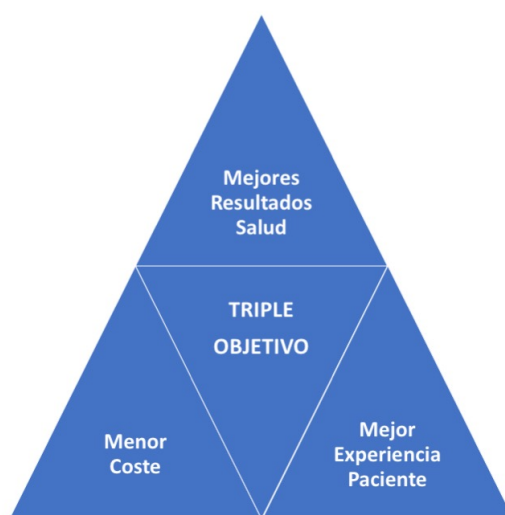 Mejores
Resultados
Salud
TRIPLE
OBJETIVO
Menor
Coste
Mejor
Experiencia
Paciente